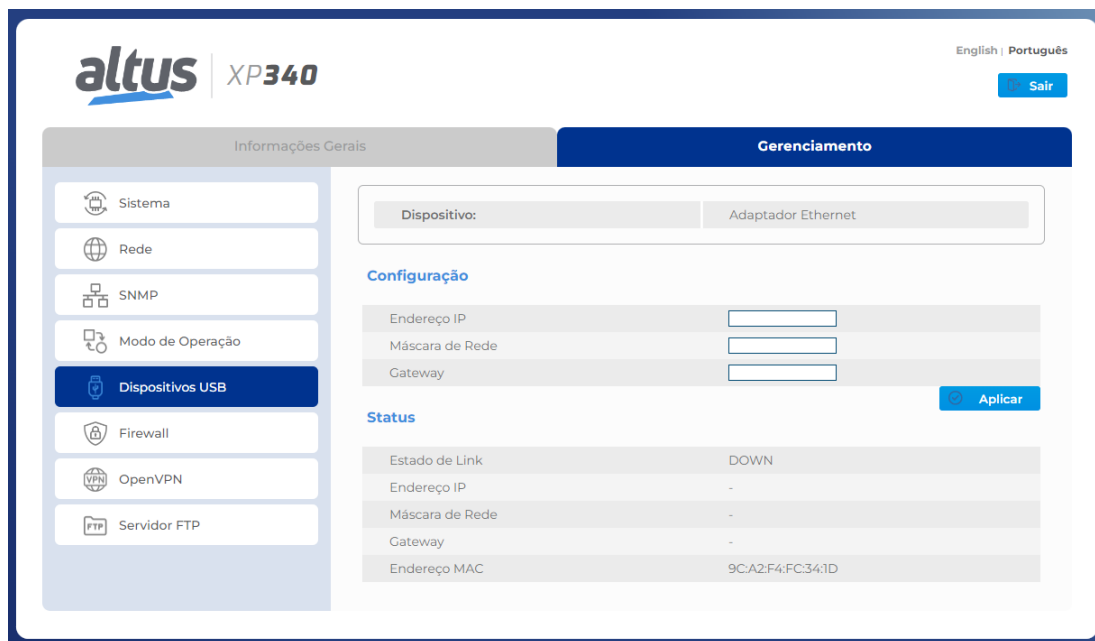 English | Português
altus | XP340
Sair
Informações Gerais
Gerenciamento
Sistema
Rede
SNMP
Modo de Operação
Dispositivos USB
Firewall
VPN OpenVPN
FTP Servidor FTP
Dispositivo: Adaptador Ethernet
Configuração
Endereço IP
Máscara de Rede
Gateway
Aplicar
Status
Estado de Link DOWN
Endereço IP -
Máscara de Rede -
Gateway -
Endereço MAC 9C:A2:F4:FC:34:1D